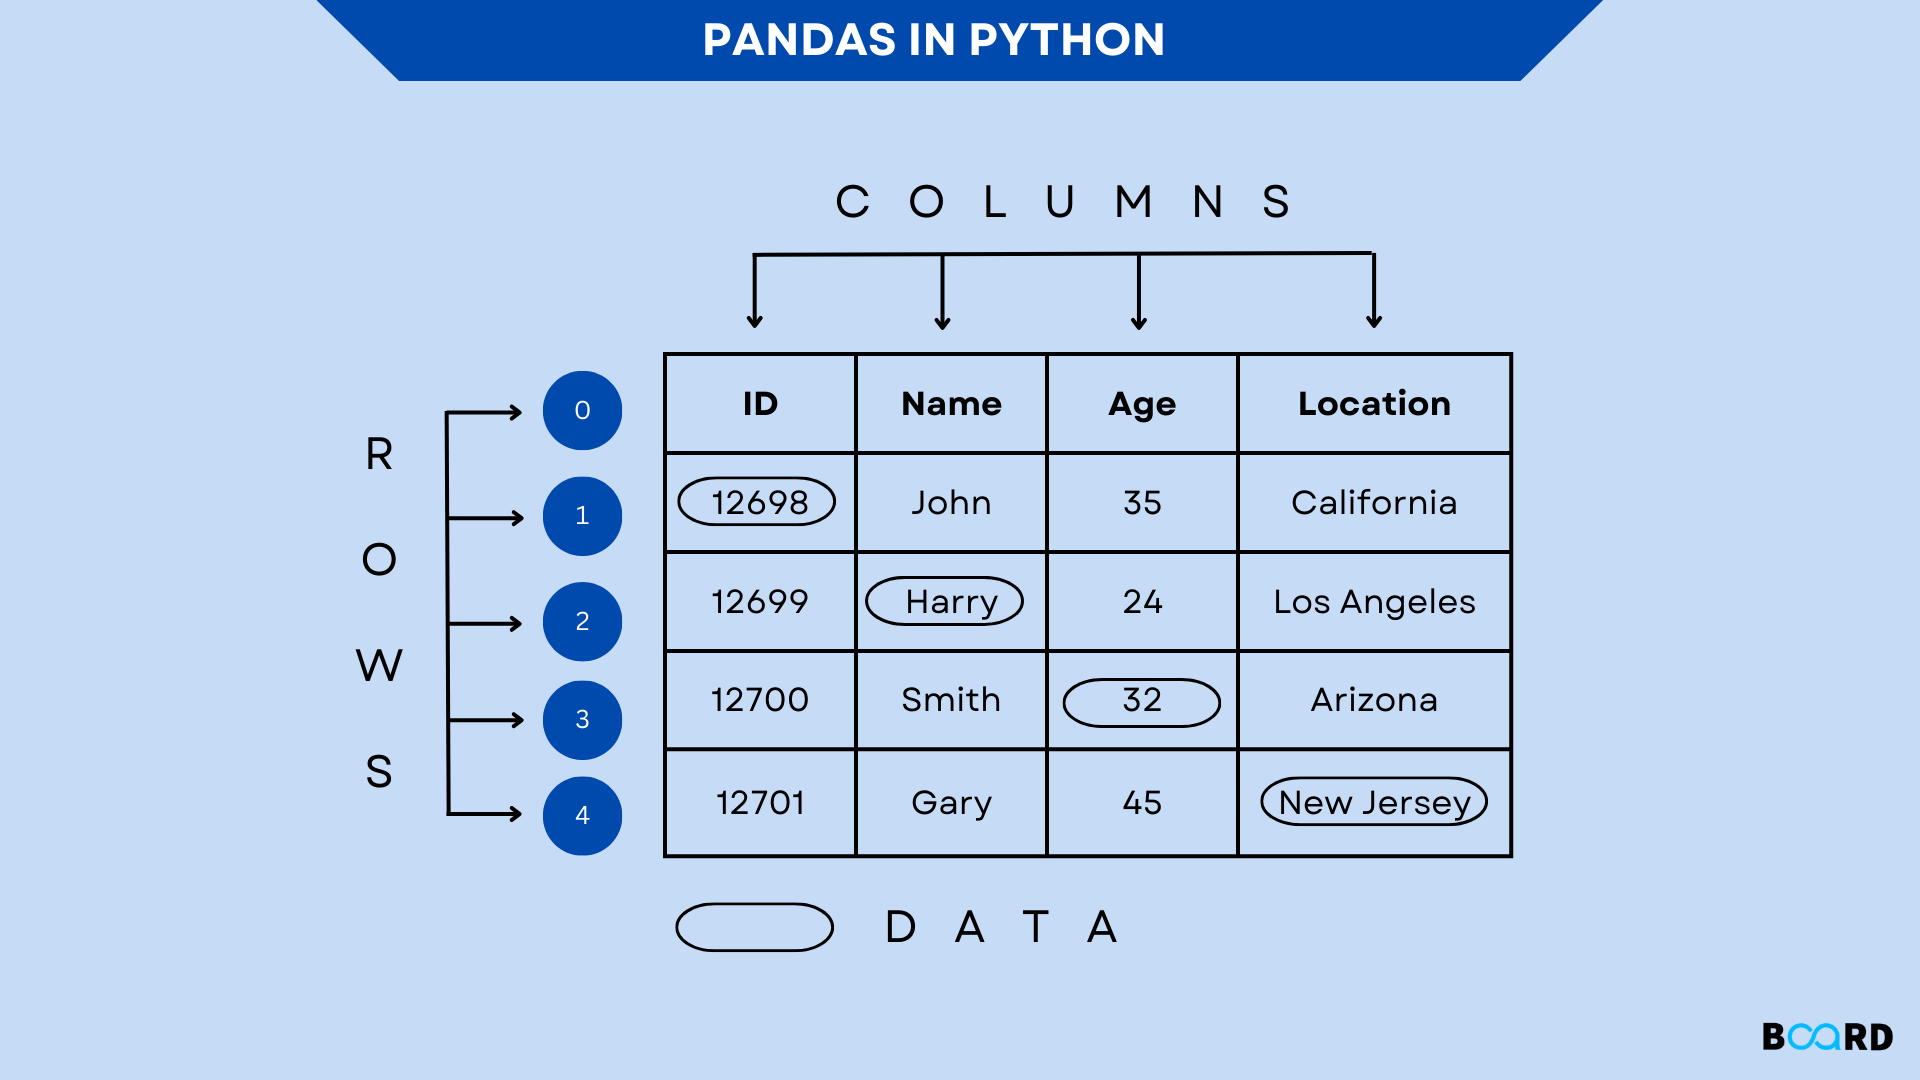 PANDAS IN PYTHON
COLUMNS
ROWS
0
ID Name Age Location
1
12698 John 35 California
2
12699 Harry 24 Los Angeles
3
12700 Smith 32 Arizona
4
12701 Gary 45 New Jersey
DATA
BOARD